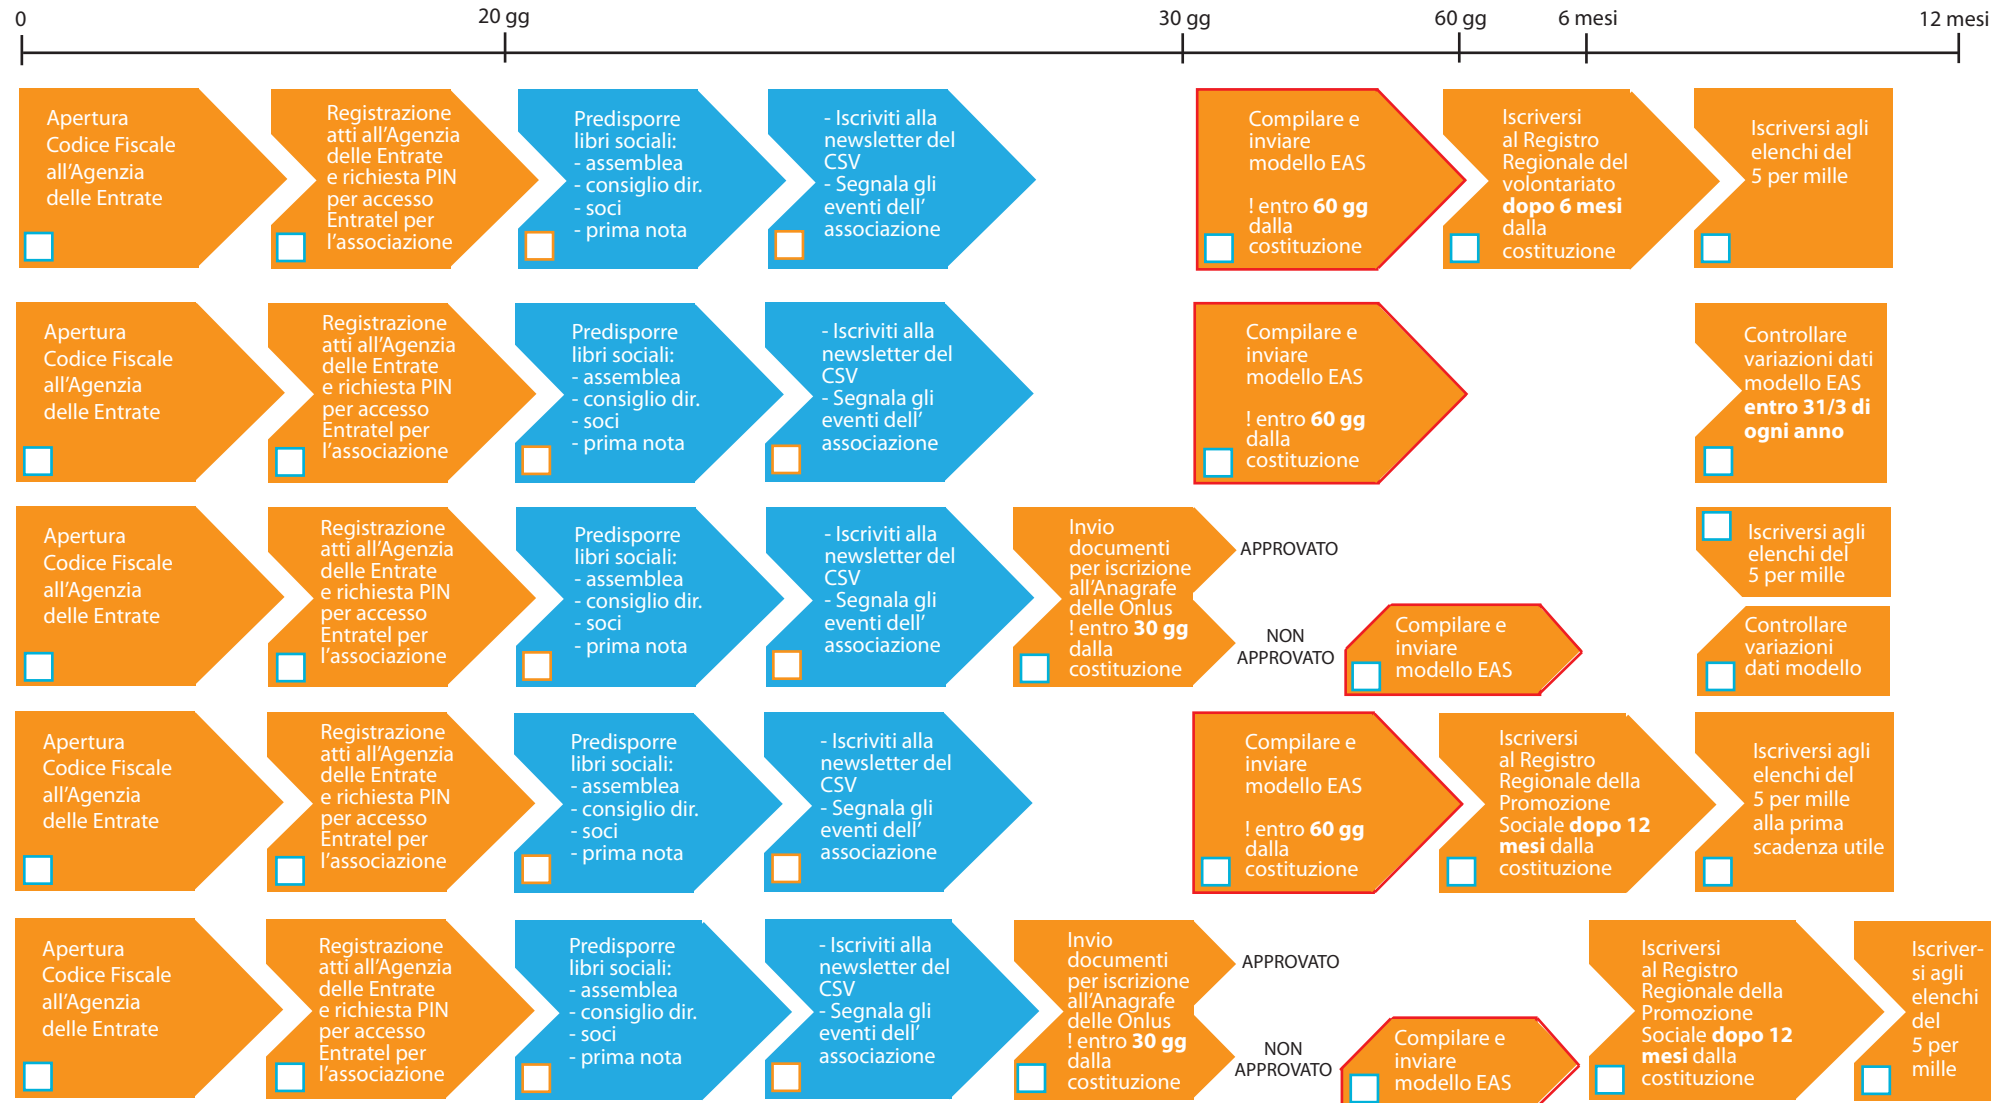 0
20 gg
30 gg
60 gg
6 mesi
12 mesi
Apertura
Codice Fiscale
all'Agenzia
delle Entrate
Registrazione
atti all'Agenzia
delle Entrate
e richiesta PIN
per accesso
Entratel per
l'associazione
Predisporre
libri sociali:
- assemblea
- consiglio dir.
- soci
- prima nota
- Iscriviti alla
newsletter del
CSV
- Segnala gli
eventi dell'
associazione
Compilare e
inviare
modello EAS
! entro 60 gg
dalla
costituzione
Iscriversi
al Registro
Regionale del
volontariato
dopo 6 mesi
dalla
costituzione
Iscriversi agli
elenchi del
5 per mille
Apertura
Codice Fiscale
all'Agenzia
delle Entrate
Registrazione
atti all'Agenzia
delle Entrate
e richiesta PIN
per accesso
Entratel per
l'associazione
Predisporre
libri sociali:
- assemblea
- consiglio dir.
- soci
- prima nota
- Iscriviti alla
newsletter del
CSV
- Segnala gli
eventi dell'
associazione
Compilare e
inviare
modello EAS
! entro 60 gg
dalla
costituzione
Controllare
variazioni dati
modello EAS
entro 31/3 di
ogni anno
Apertura
Codice Fiscale
all'Agenzia
delle Entrate
Registrazione
atti all'Agenzia
delle Entrate
e richiesta PIN
per accesso
Entratel per
l'associazione
Predisporre
libri sociali:
- assemblea
- consiglio dir.
- soci
- prima nota
- Iscriviti alla
newsletter del
CSV
- Segnala gli
eventi dell'
associazione
Invio
documenti
per iscrizione
all'Anagrafe
delle Onlus
! entro 30 gg
dalla
costituzione
APPROVATO
NON
APPROVATO
Compilare e
inviare
modello EAS
Iscriversi agli
elenchi del
5 per mille
Controllare
variazioni
dati modello
Apertura
Codice Fiscale
all'Agenzia
delle Entrate
Registrazione
atti all'Agenzia
delle Entrate
e richiesta PIN
per accesso
Entratel per
l'associazione
Predisporre
libri sociali:
- assemblea
- consiglio dir.
- soci
- prima nota
- Iscriviti alla
newsletter del
CSV
- Segnala gli
eventi dell'
associazione
Compilare e
inviare
modello EAS
! entro 60 gg
dalla
costituzione
Iscriversi
al Registro
Regionale della
Promozione
Sociale dopo 12
mesi dalla
costituzione
Iscriversi agli
elenchi del
5 per mille
alla prima
scadenza utile
Apertura
Codice Fiscale
all'Agenzia
delle Entrate
Registrazione
atti all'Agenzia
delle Entrate
e richiesta PIN
per accesso
Entratel per
l'associazione
Predisporre
libri sociali:
- assemblea
- consiglio dir.
- soci
- prima nota
- Iscriviti alla
newsletter del
CSV
- Segnala gli
eventi dell'
associazione
Invio
documenti
per iscrizione
all'Anagrafe
delle Onlus
! entro 30 gg
dalla
costituzione
APPROVATO
NON
APPROVATO
Compilare e
inviare
modello EAS
Iscriversi
al Registro
Regionale della
Promozione
Sociale dopo 12
mesi dalla
costituzione
Iscriver-
si agli
elenchi
del
5 per
mille